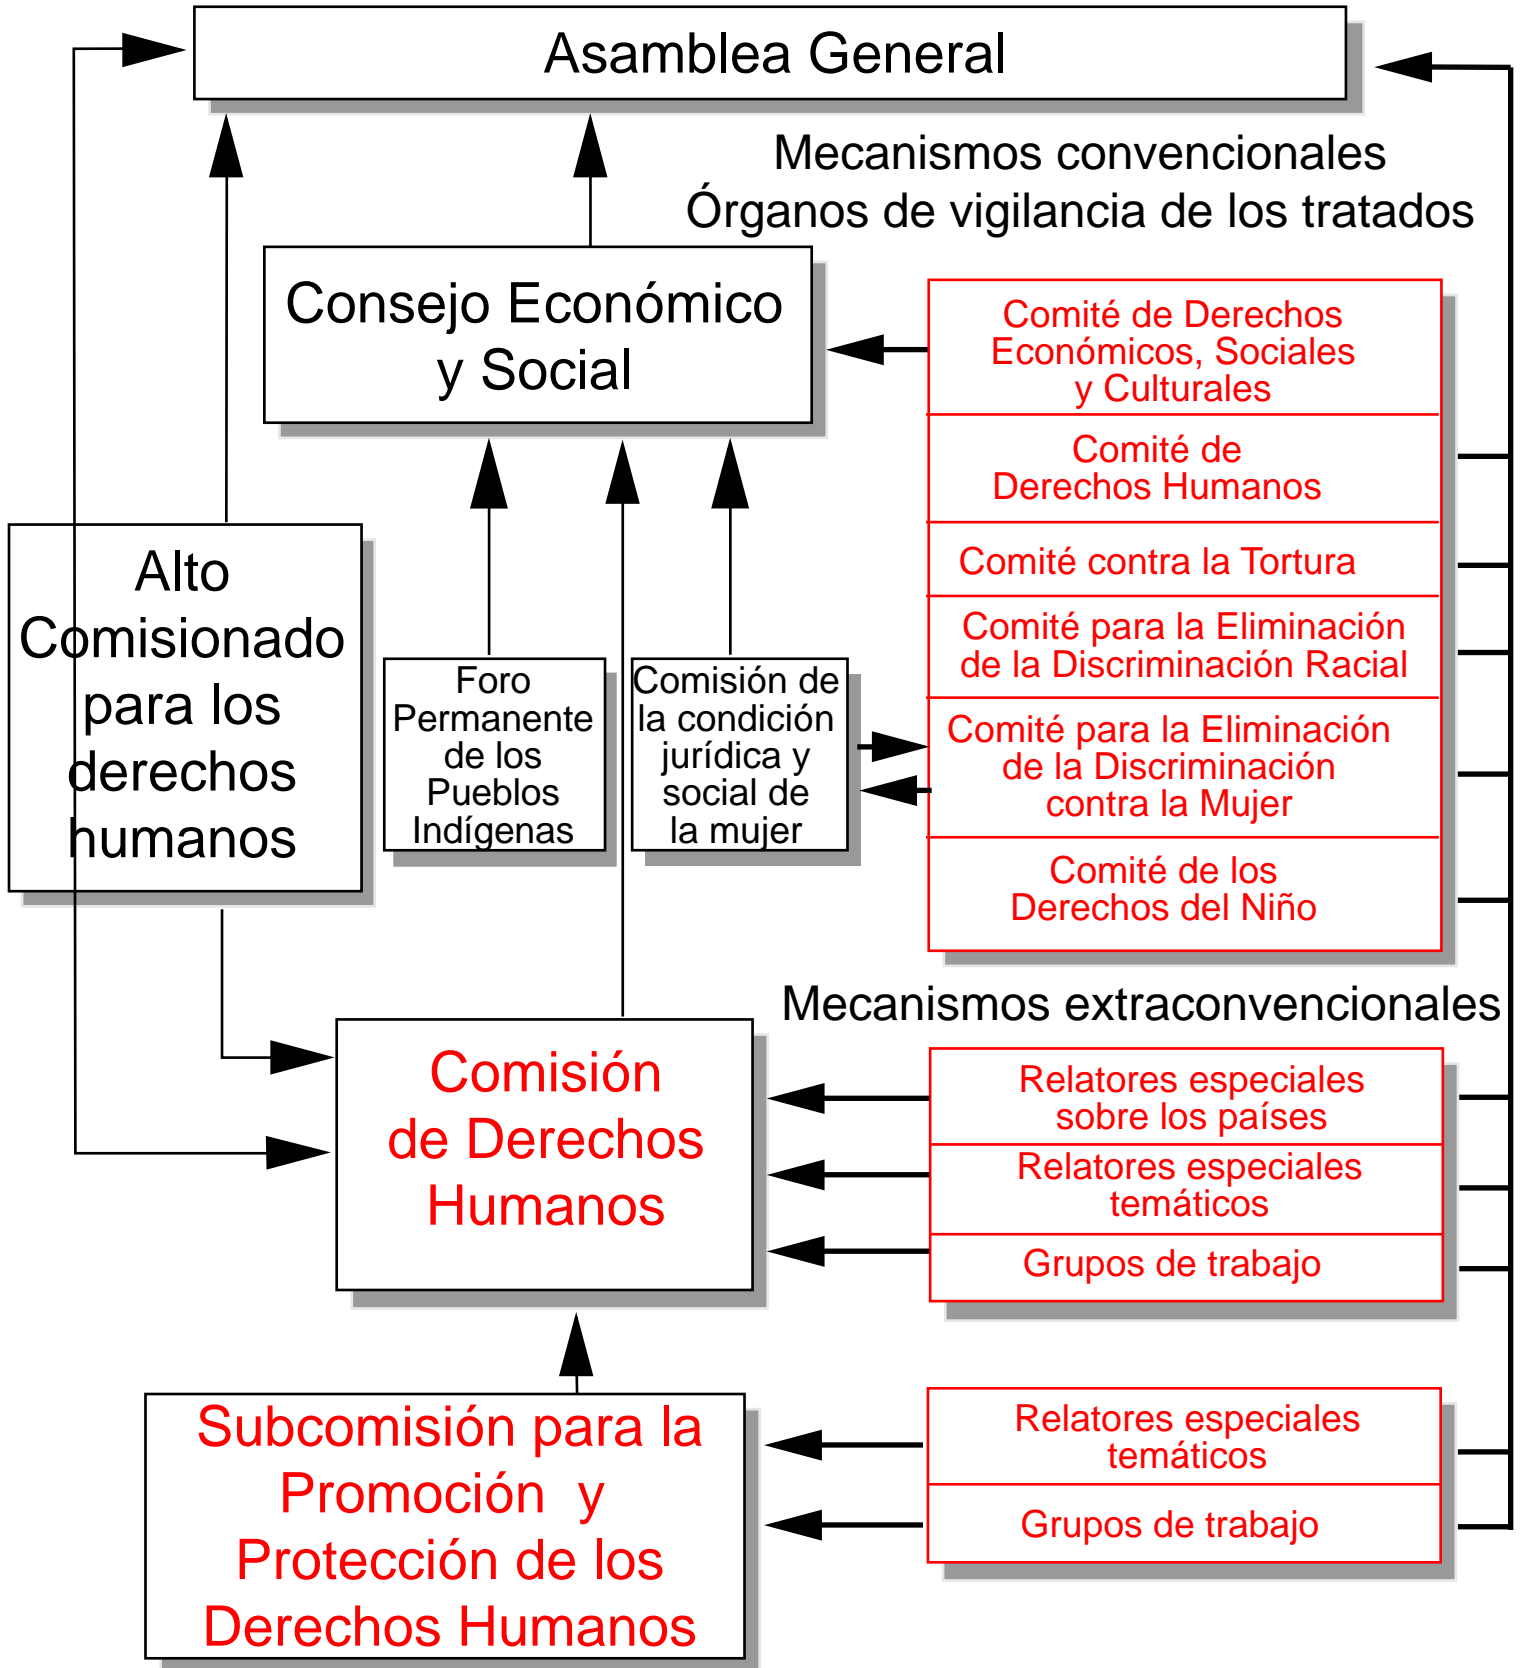 Asamblea General
Mecanismos convencionales
Órganos de vigilancia de los tratados
Consejo Económico
y Social
Comité de Derechos
Económicos, Sociales
y Culturales
Comité de
Derechos Humanos
Comité contra la Tortura
Comité para la Eliminación
de la Discriminación Racial
Comité para la Eliminación
de la Discriminación
contra la Mujer
Comité de los
Derechos del Niño
Alto
Comisionado
para los
derechos
humanos
Foro
Permanente
de los
Pueblos
Indígenas
Comisión de
la condición
jurídica y
social de
la mujer
Mecanismos extraconvencionales
Comisión
de Derechos
Humanos
Relatores especiales
sobre los países
Relatores especiales
temáticos
Grupos de trabajo
Subcomisión para la
Promoción y
Protección de los
Derechos Humanos
Relatores especiales
temáticos
Grupos de trabajo